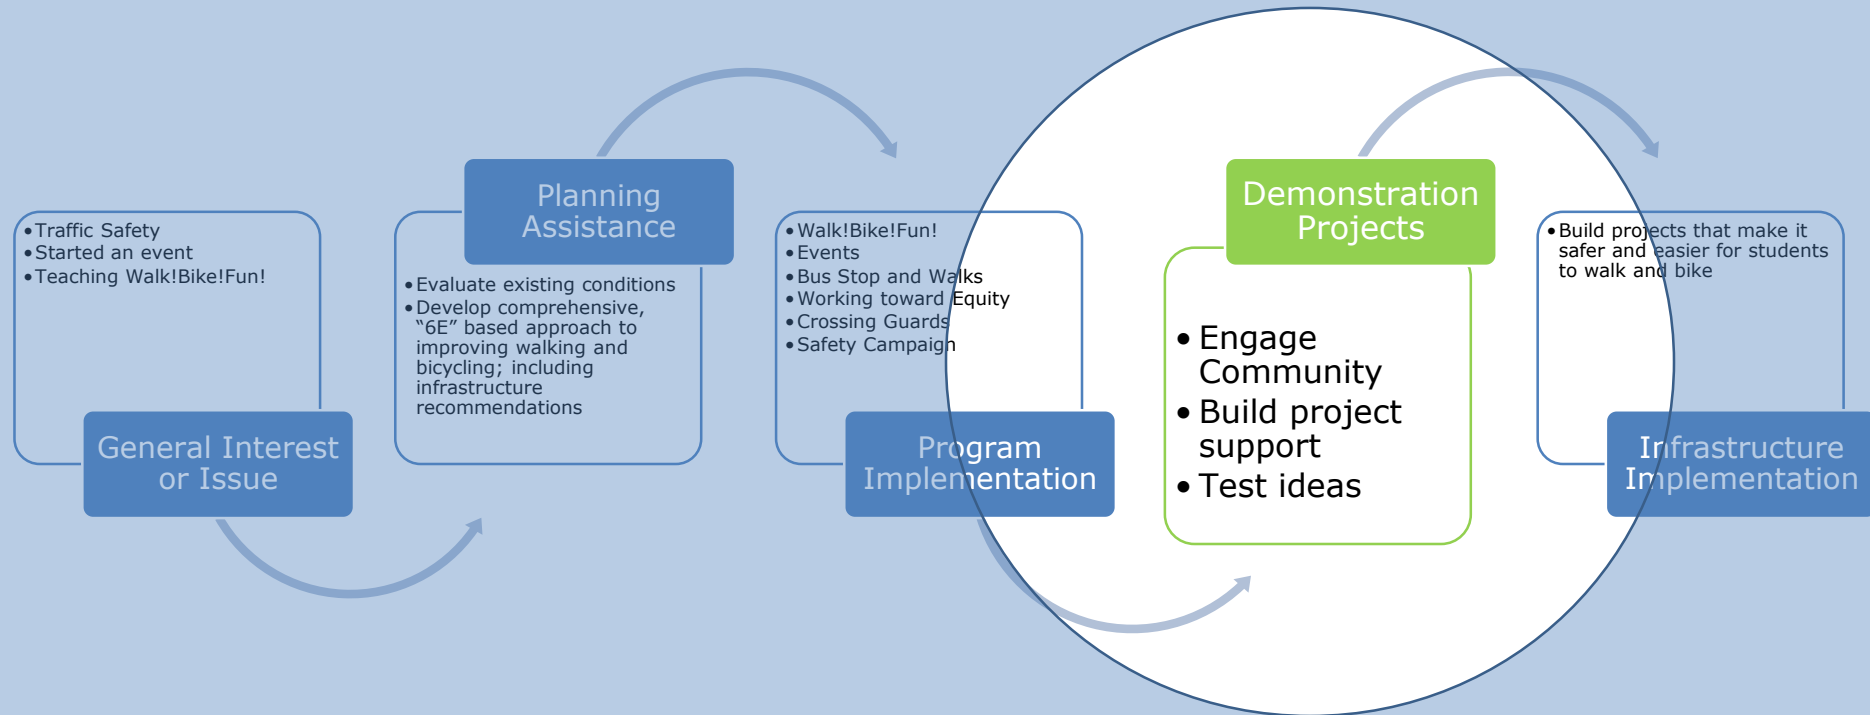 •Traffic Safety
•Started an event
•Teaching Walk!Bike!Fun!
General Interest
or Issue
Planning
Assistance
•Evaluate existing conditions
•Develop comprehensive,
“6E” based approach to
improving walking and
bicycling; including
infrastructure
recommendations
•Walk!Bike!Fun!
•Events
•Bus Stop and Walks
•Working toward Equity
•Crossing Guards
•Safety Campaign
Program
Implementation
Demonstration
Projects
•Engage
Community
•Build project
support
•Test ideas
•Build projects that make it
safer and easier for students
to walk and bike
Infrastructure
Implementation